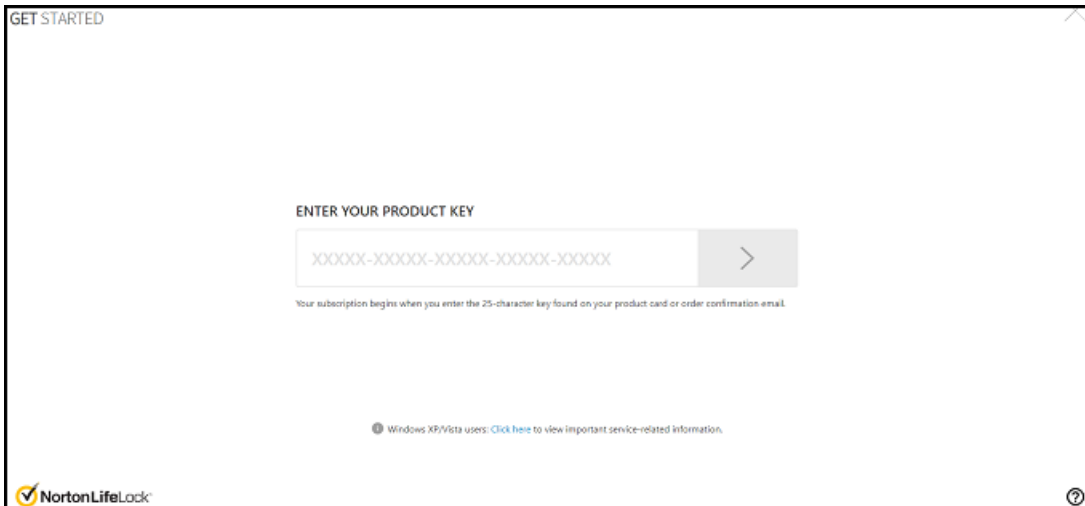 GET STARTED
ENTER YOUR PRODUCT KEY
XXXXX-XXXXX-XXXXX-XXXXX-XXXXX
Your subscription begins when you enter the 25-character key found on your product card or order confirmation email.
Windows XP/Vista users: Click here to view important service-related information.
NortonLifeLock